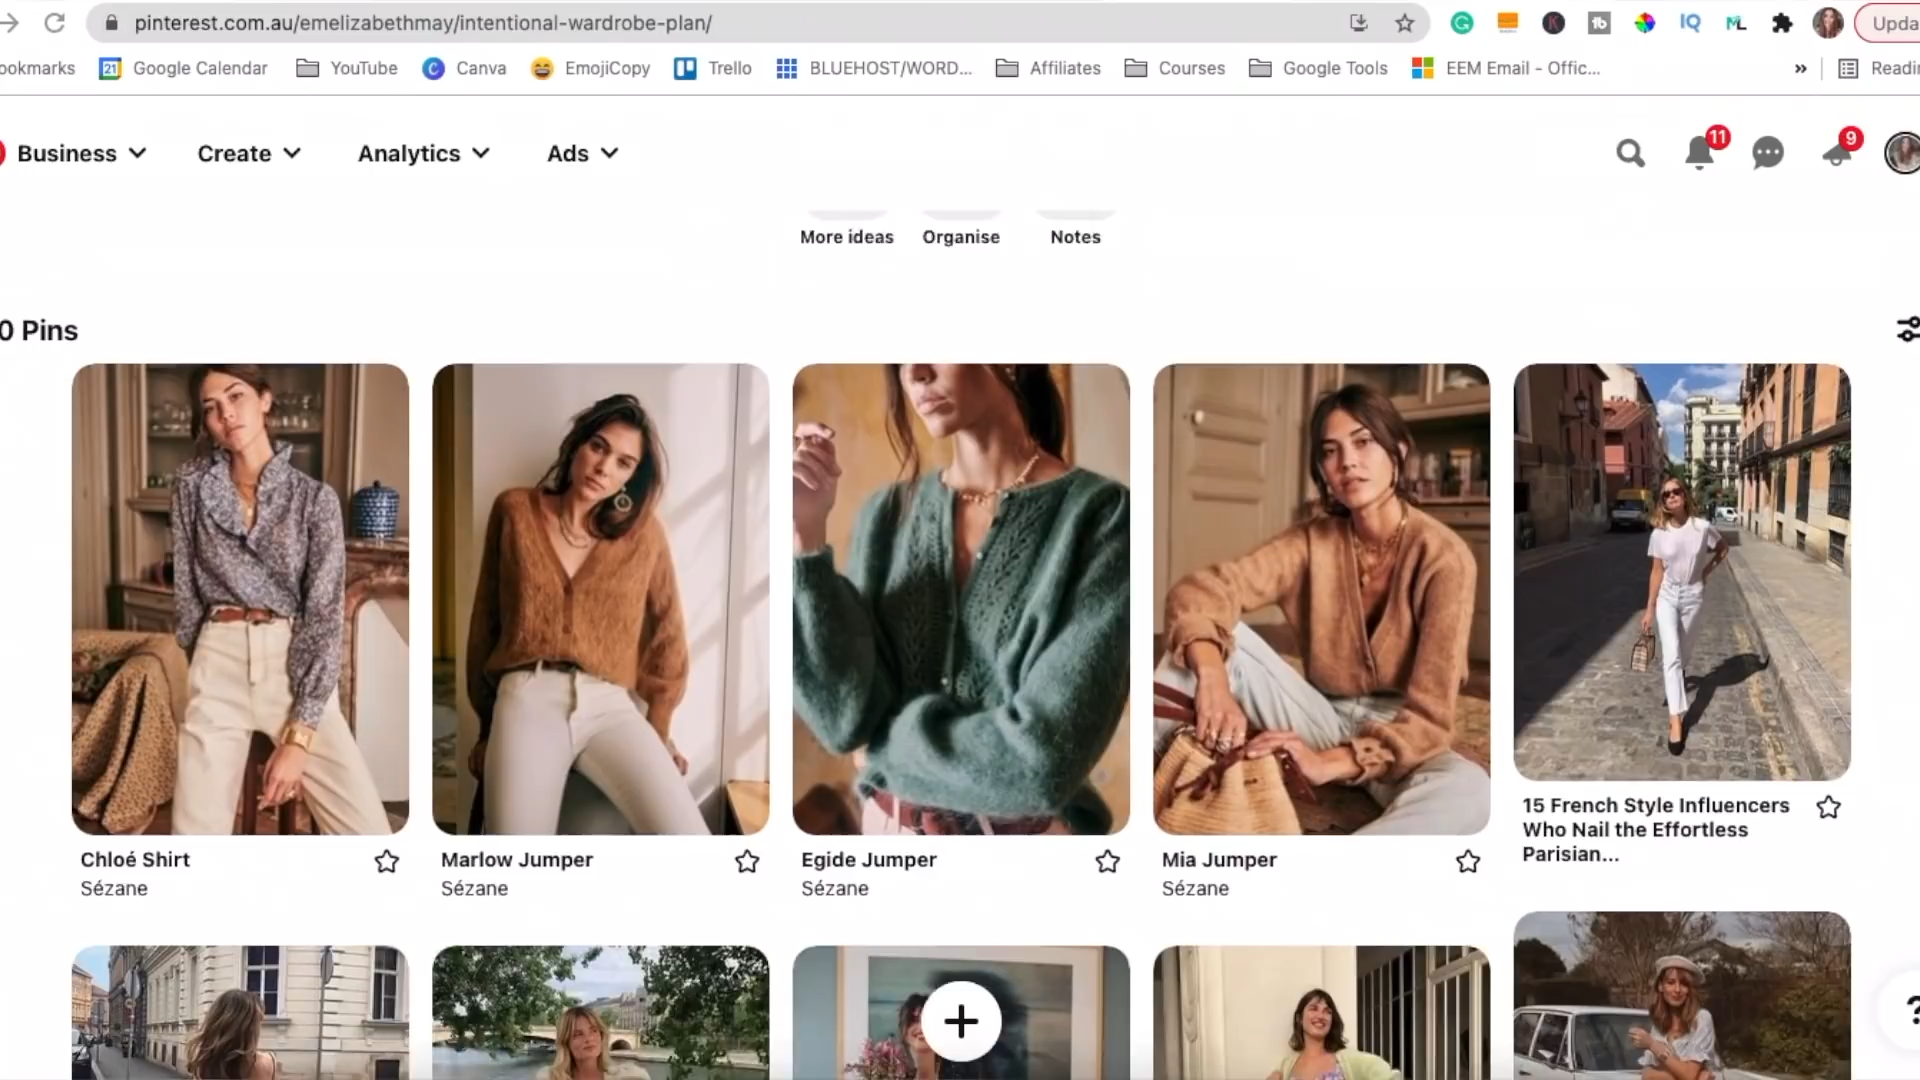 pinterest.com.au/emelizabethmay/intentional-wardrobe-plan/
Upda
ookmarks 21 Google Calendar YouTube Canva EmojiCopy Trello BLUEHOST/WORD... Affiliates Courses Google Tools EEM Email - Offic... » Readin
Business Create Analytics Ads 11 9
More ideas Organise Notes
0 Pins
Chloé Shirt
Sézane
Marlow Jumper
Sézane
Egide Jumper
Sézane
Mia Jumper
Sézane
15 French Style Influencers
Who Nail the Effortless
Parisian...
?